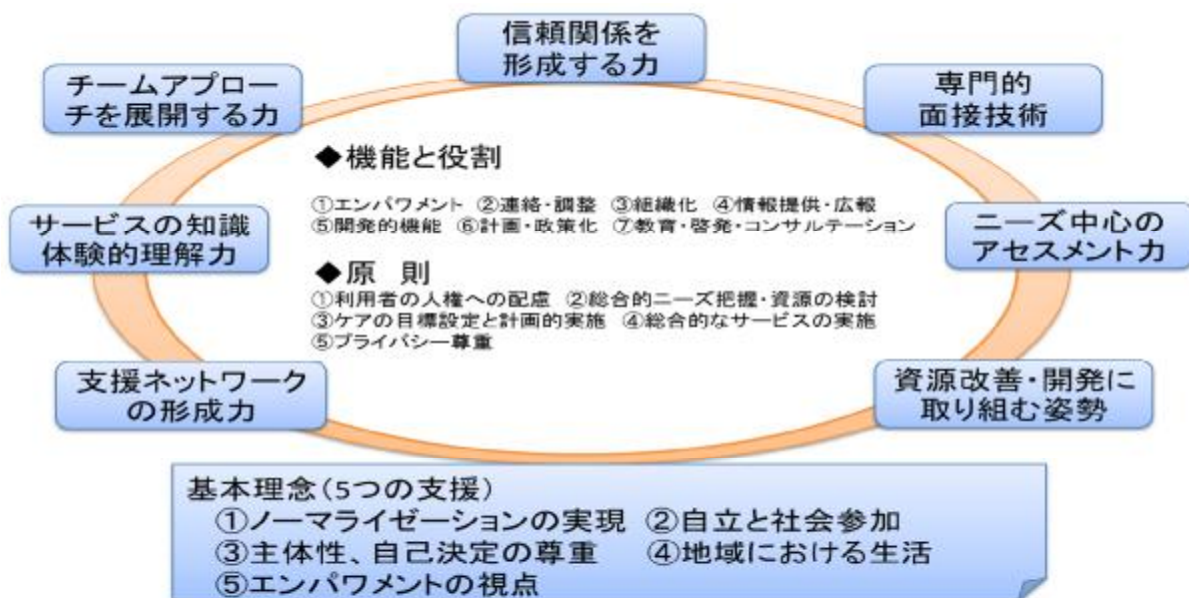 信頼関係を
形成する力
チームアプロー
チを展開する力
専門的
面接技術
◆機能と役割
①エンパワメント ②連絡・調整 ③組織化 ④情報提供・広報
⑤開発的機能 ⑥計画・政策化 ⑦教育・啓発・コンサルテーション
サービスの知識
体験的理解力
ニーズ中心の
アセスメント力
◆原 則
①利用者の人権への配慮 ②総合的ニーズ把握・資源の検討
③ケアの目標設定と計画的実施 ④総合的なサービスの実施
⑤プライバシー尊重
支援ネットワーク
の形成力
資源改善・開発に
取り組む姿勢
基本理念(5つの支援)
①ノーマライゼーションの実現 ②自立と社会参加
③主体性、自己決定の尊重 ④地域における生活
⑤エンパワメントの視点